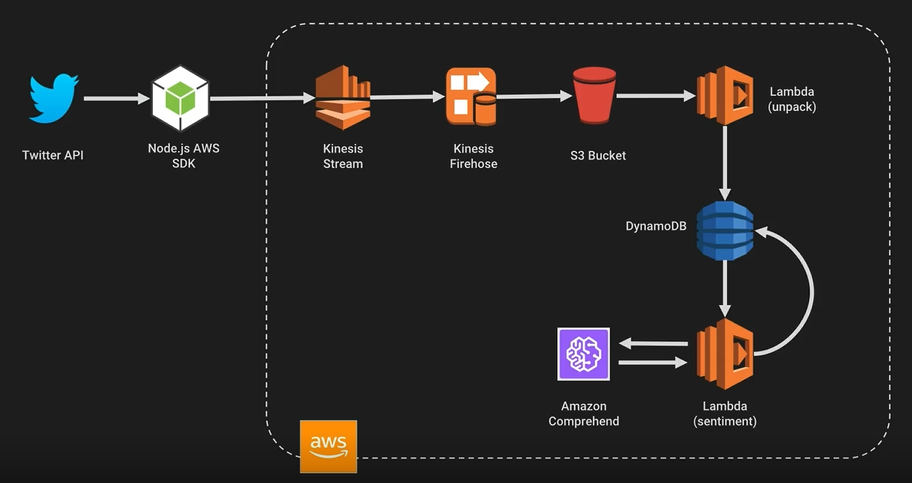 Twitter API
Node.js AWS
SDK
Kinesis
Stream
Kinesis
Firehose
S3 Bucket
Lambda
(unpack)
DynamoDB
Amazon
Comprehend
Lambda
(sentiment)
aws